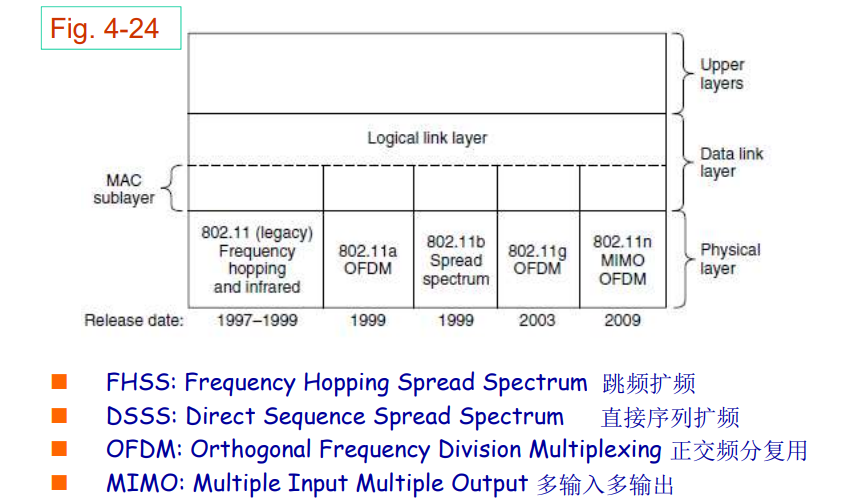 Fig. 4-24
Upper
layers
Logical link layer
Data link
layer
MAC
sublayer
802.11 (legacy)
Frequency
hopping
and infrared
802.11a
OFDM
802.11b
Spread
spectrum
802.11g
OFDM
802.11n
MIMO
OFDM
Physical
layer
Release date: 1997–1999 1999 1999 2003 2009
FHSS: Frequency Hopping Spread Spectrum 跳频扩频
DSSS: Direct Sequence Spread Spectrum 直接序列扩频
OFDM: Orthogonal Frequency Division Multiplexing 正交频分复用
MIMO: Multiple Input Multiple Output 多输入多输出